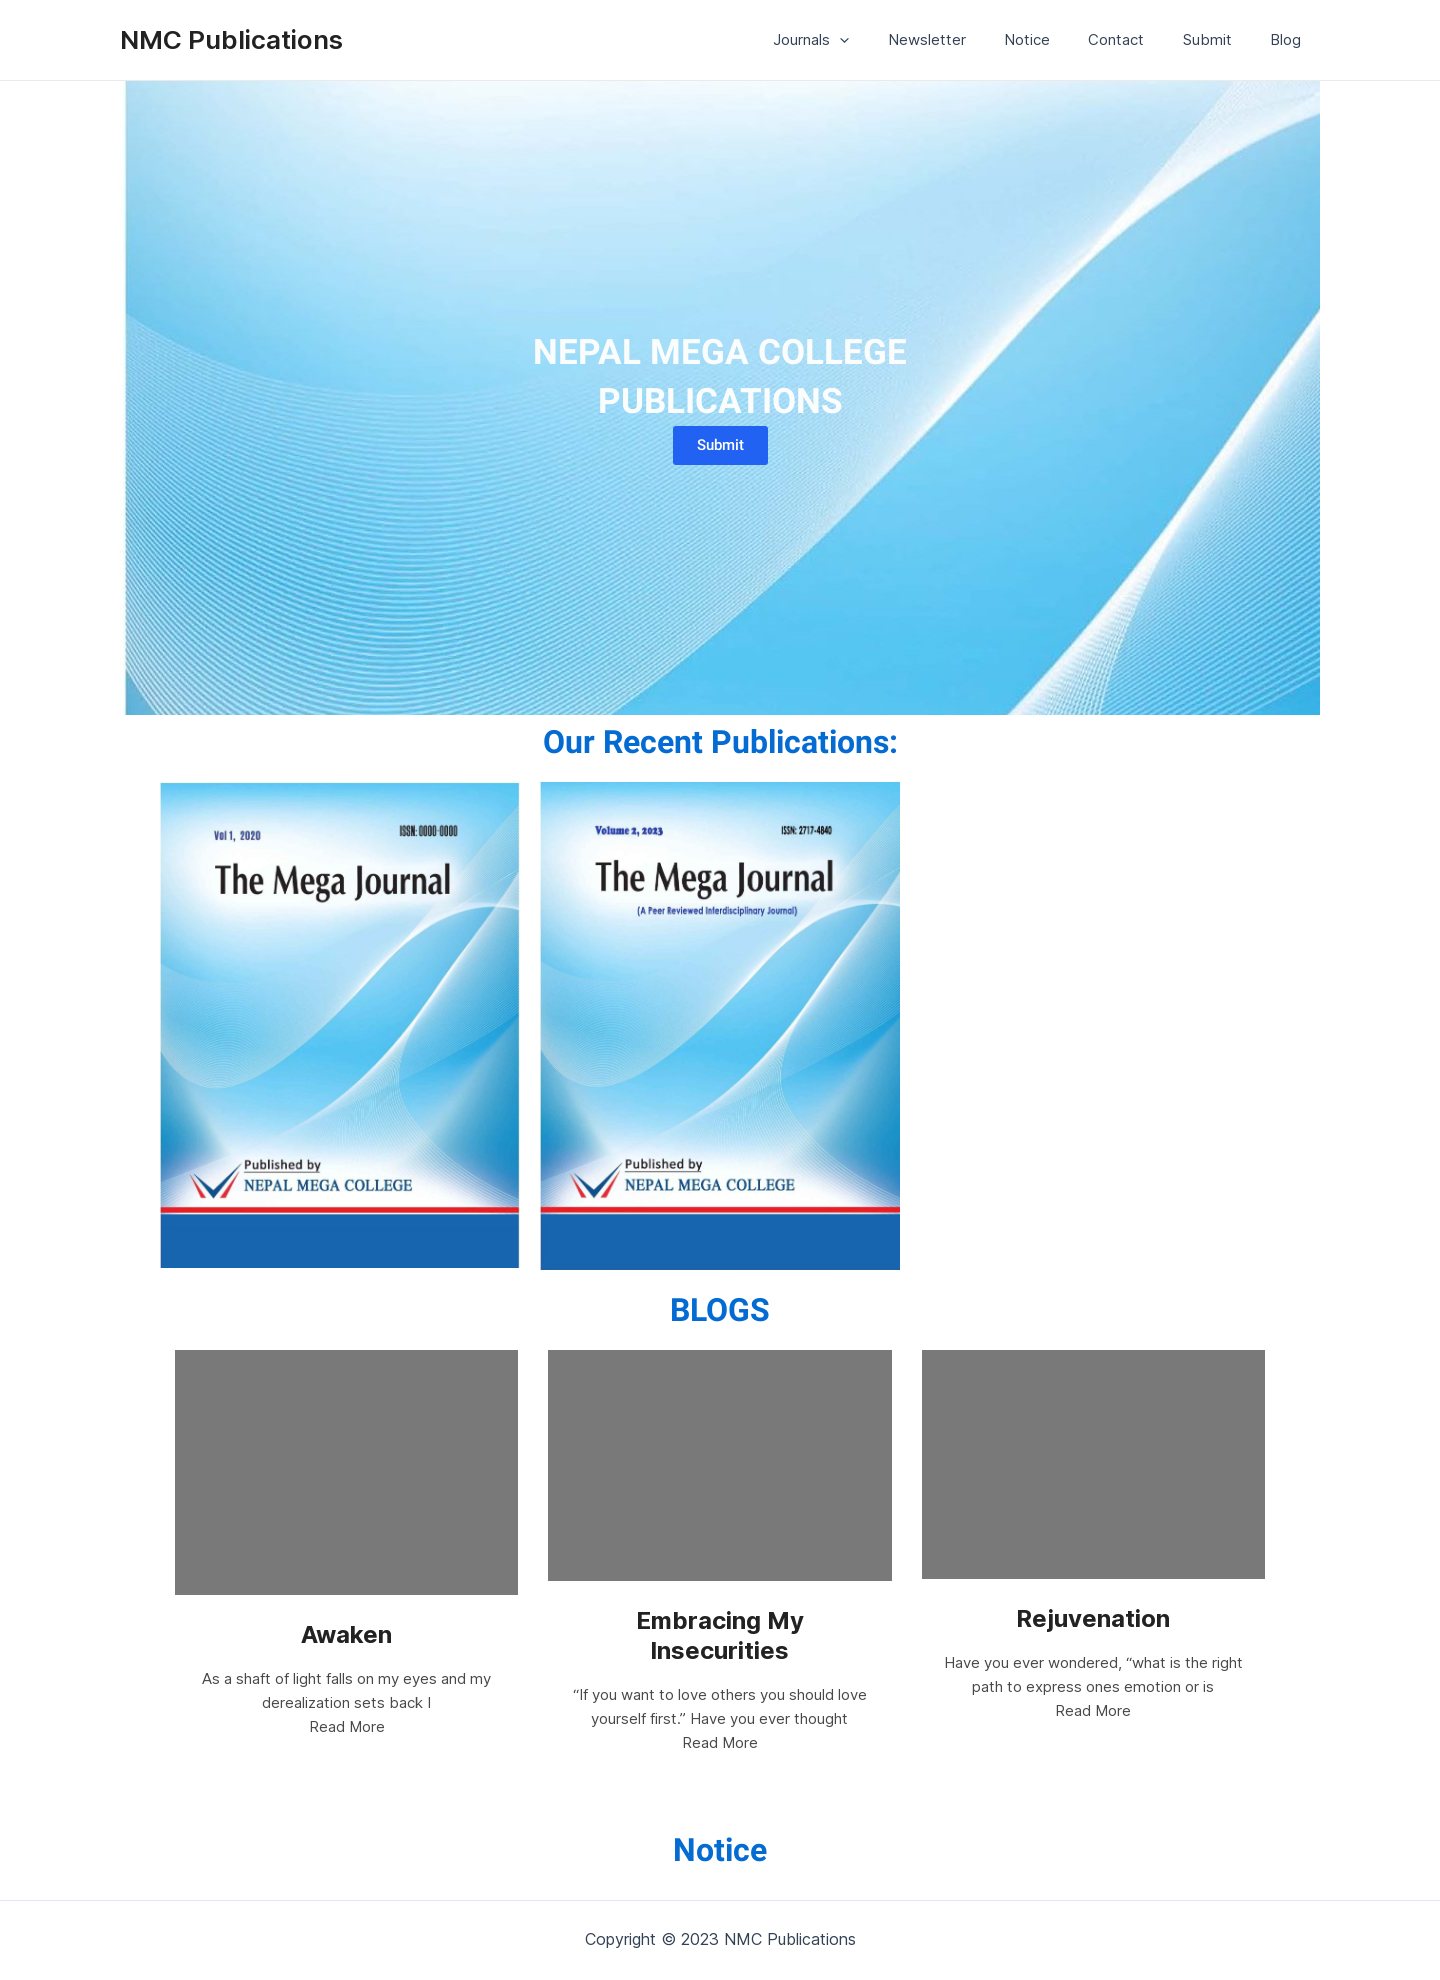 NMC Publications
Journals
Newsletter
Notice
Contact
Submit
Blog
NEPAL MEGA COLLEGE
PUBLICATIONS
Submit
Our Recent Publications:
Vol 1, 2020
ISSN: 0000-0000
The Mega Journal
Published by
NEPAL MEGA COLLEGE
Volume 2, 2023
ISSN: 2717-4840
The Mega Journal
(A Peer Reviewed Interdisciplinary Journal)
Published by
NEPAL MEGA COLLEGE
BLOGS
Awaken
As a shaft of light falls on my eyes and my
derealization sets back I
Read More
Embracing My
Insecurities
“If you want to love others you should love
yourself first.” Have you ever thought
Read More
Rejuvenation
Have you ever wondered, “what is the right
path to express ones emotion or is
Read More
Notice
Copyright © 2023 NMC Publications